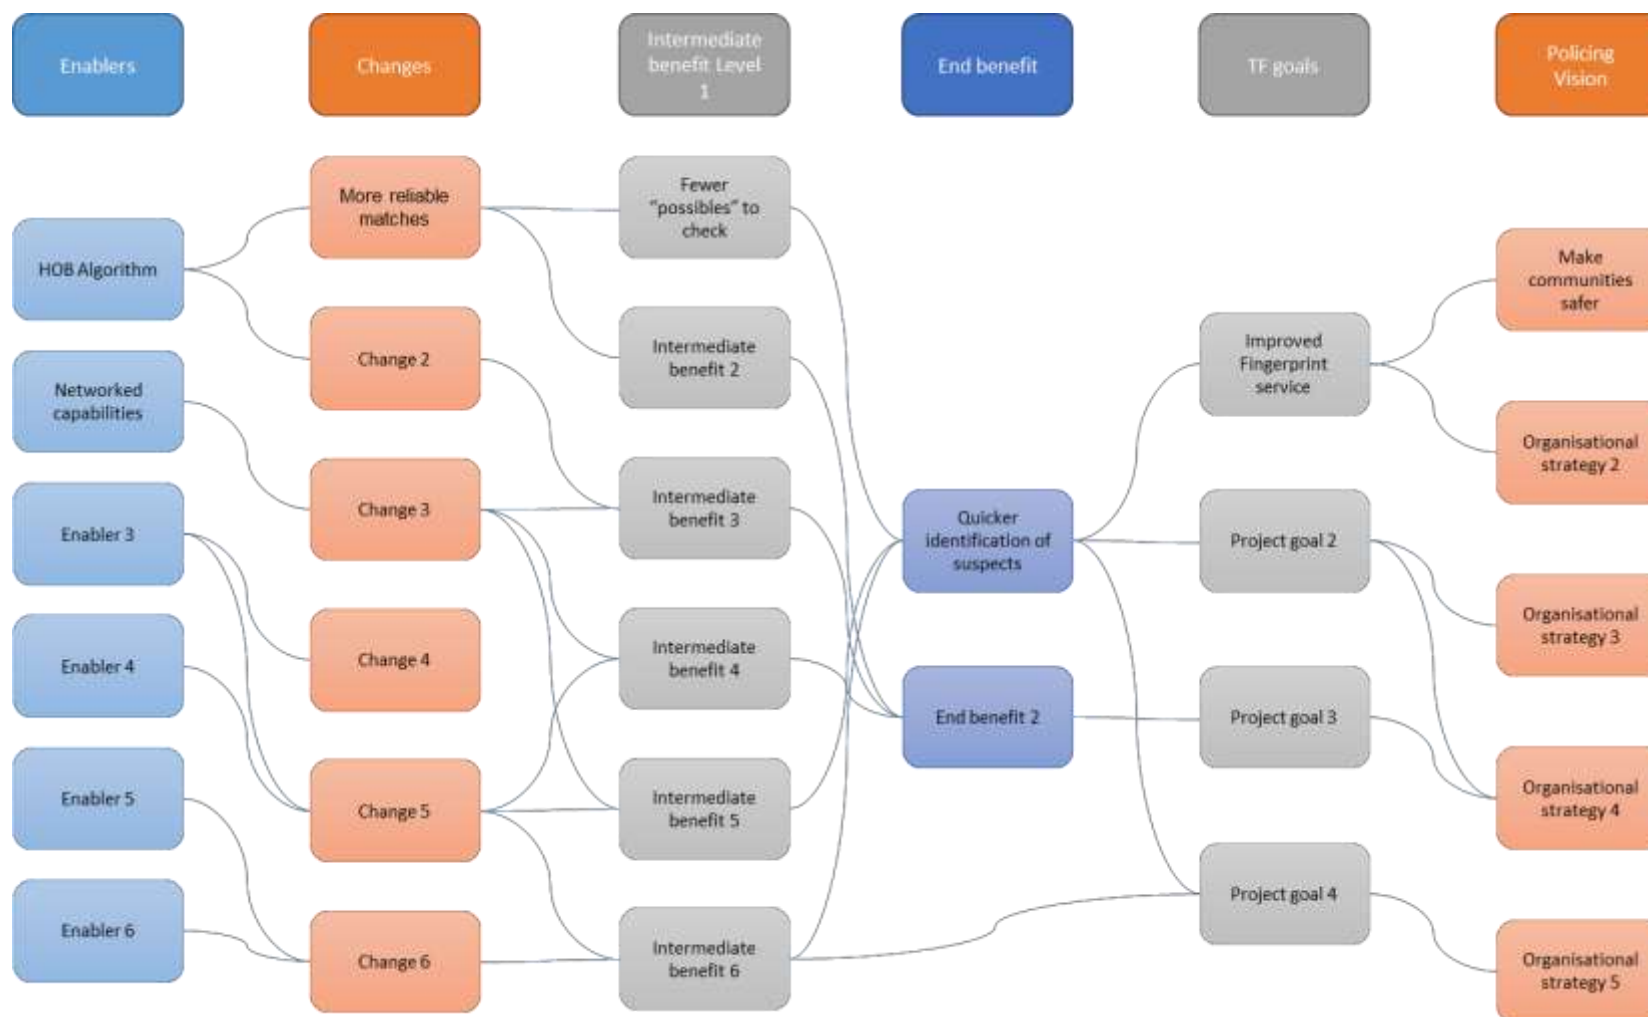 Enablers
Changes
Intermediate
benefit Level
1
End benefit
TF goals
Policing
Vision
More reliable
matches
Fewer
"possibles" to
check
HOB Algorithm
Make
communities
safer
Change 2
Intermediate
benefit 2
Improved
Fingerprint
service
Networked
capabilities
Organisational
strategy 2
Change 3
Intermediate
benefit 3
Quicker
identification of
suspects
Project goal 2
Enabler 3
Organisational
strategy 3
Change 4
Intermediate
benefit 4
Enabler 4
End benefit 2
Project goal 3
Enabler 5
Change 5
Intermediate
benefit 5
Organisational
strategy 4
Project goal 4
Enabler 6
Change 6
Intermediate
benefit 6
Organisational
strategy 5